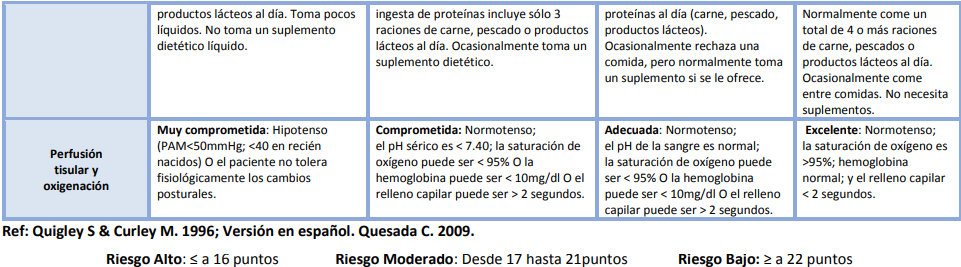 productos lácteos al día. Toma pocos
líquidos. No toma un suplemento
dietético líquido.
ingesta de proteínas incluye sólo 3
raciones de carne, pescado o productos
lácteos al día. Ocasionalmente toma un
suplemento dietético.
proteínas al día (carne, pescado,
productos lácteos).
Ocasionalmente rechaza una
comida, pero normalmente toma
un suplemento si se le ofrece.
Normalmente come un
total de 4 o más raciones
de carne, pescados o
productos lácteos al día.
Ocasionalmente come
entre comidas. No necesita
suplementos.
Perfusión
tisular y
oxigenación
Muy comprometida: Hipotenso
(PAM<50mmHg; <40 en recién
nacidos) O el paciente no tolera
fisiológicamente los cambios
posturales.
Comprometida: Normotenso;
el pH sérico es < 7.40; la saturación de
oxígeno puede ser < 95% O la
hemoglobina puede ser < 10mg/dl O el
relleno capilar puede ser > 2 segundos.
Adecuada: Normotenso;
el pH de la sangre es normal;
la saturación de oxígeno puede
ser < 95% O la hemoglobina
puede ser < 10mg/dl O el relleno
capilar puede ser > 2 segundos.
Excelente: Normotenso;
la saturación de oxígeno es
>95%; hemoglobina
normal; y el relleno capilar
< 2 segundos.
Ref: Quigley S & Curley M. 1996; Versión en español. Quesada C. 2009.
Riesgo Alto: ≤ a 16 puntos Riesgo Moderado: Desde 17 hasta 21puntos Riesgo Bajo: ≥ a 22 puntos